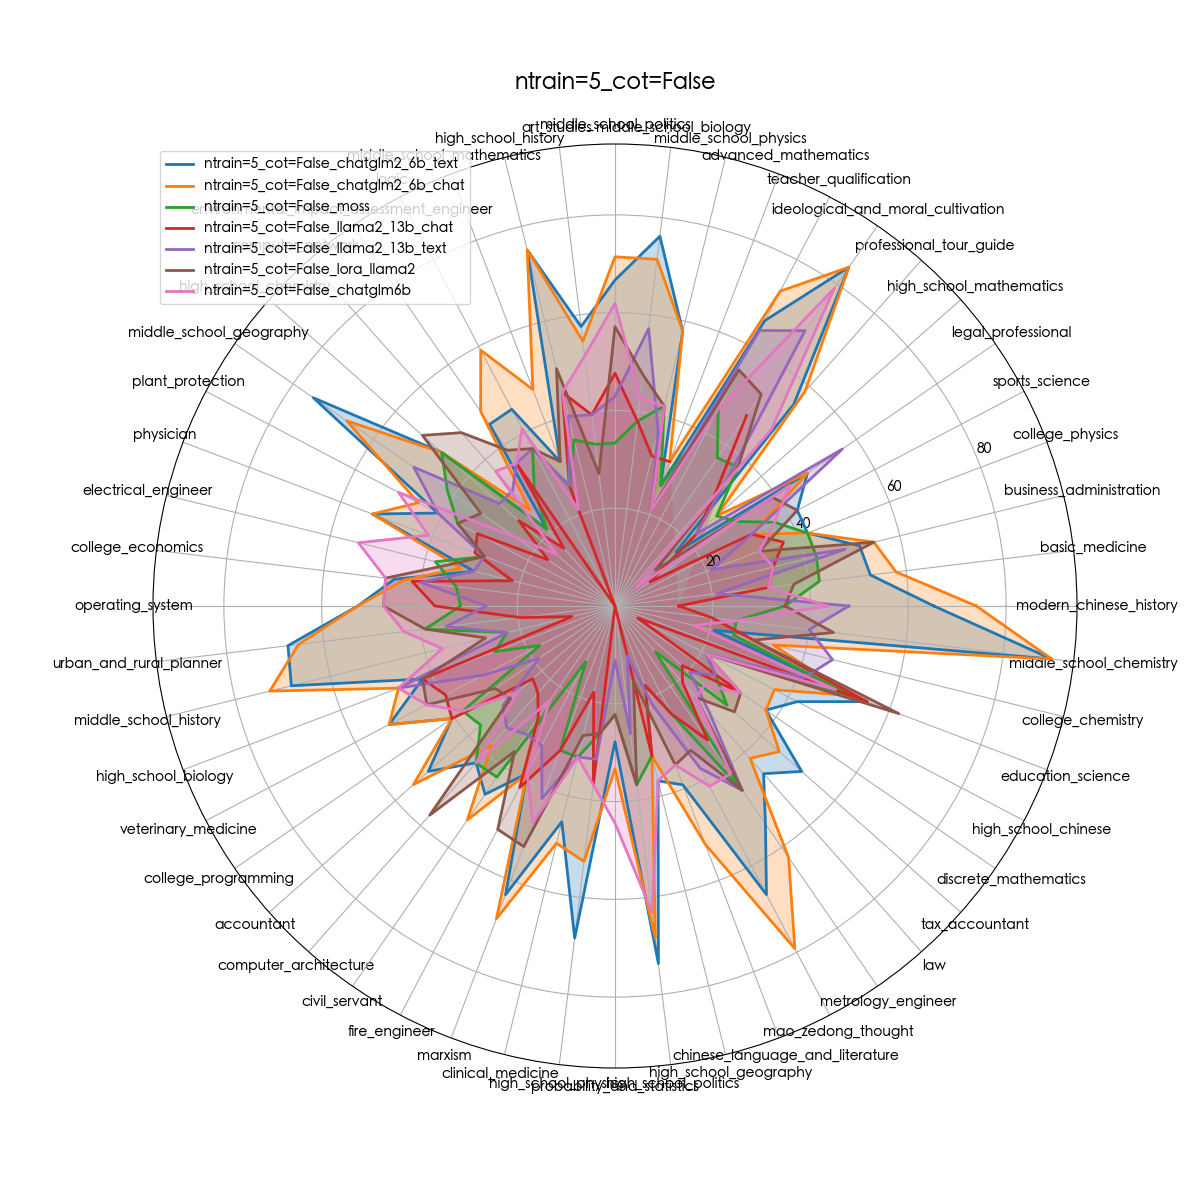 ntrain=5_cot=False
middle_school_politics
art_studies
middle_school_biology
high_school_history
middle_school_physics
middle_school_mathematics
advanced_mathematics
logic
teacher_qualification
environmental_impact_assessment_engineer
ideological_and_moral_cultivation
professional_tour_guide
high_school_chemistry
high_school_mathematics
middle_school_geography
legal_professional
plant_protection
sports_science
physician
college_physics
electrical_engineer
business_administration
college_economics
basic_medicine
operating_system
modern_chinese_history
urban_and_rural_planner
middle_school_chemistry
middle_school_history
college_chemistry
high_school_biology
education_science
veterinary_medicine
high_school_chinese
college_programming
discrete_mathematics
accountant
tax_accountant
computer_architecture
law
civil_servant
metrology_engineer
fire_engineer
mao_zedong_thought
marxism
chinese_language_and_literature
clinical_medicine
high_school_geography
high_school_physics
high_school_politics
probability_and_statistics
ntrain=5_cot=False_chatglm2_6b_text
ntrain=5_cot=False_chatglm2_6b_chat
ntrain=5_cot=False_moss
ntrain=5_cot=False_llama2_13b_chat
ntrain=5_cot=False_llama2_13b_text
ntrain=5_cot=False_lora_llama2
ntrain=5_cot=False_chatglm6b
80
60
40
20